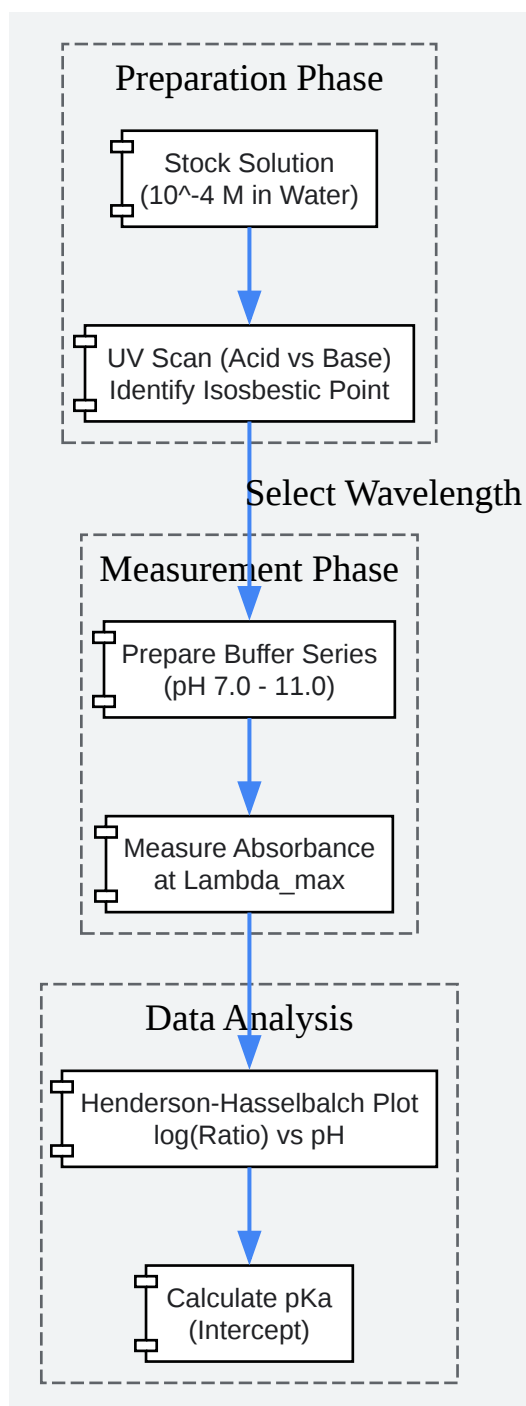 Preparation Phase
Stock Solution
(10^-4 M in Water)
UV Scan (Acid vs Base)
Identify Isosbestic Point
Select Wavelength
Measurement Phase
Prepare Buffer Series
(pH 7.0 - 11.0)
Measure Absorbance
at Lambda_max
Data Analysis
Henderson-Hasselbalch Plot
log(Ratio) vs pH
Calculate pKa
(Intercept)